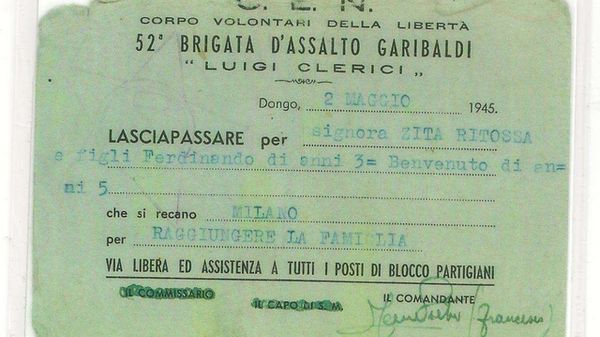 C. L. N.
CORPO VOLONTARI DELLA LIBERTÀ
52ª BRIGATA D'ASSALTO GARIBALDI
"LUIGI CLERICI"
Dongo, 2 MAGGIO 1945.
LASCIAPASSARE per signora ZITA RITOSSA
e figli Ferdinando di anni 3= Benvenuto di an=
ni 5
che si recano MILANO
per RAGGIUNGERE LA FAMIGLIA
VIA LIBERA ED ASSISTENZA A TUTTI I POSTI DI BLOCCO PARTIGIANI
IL COMMISSARIO IL CAPO DI S. M. IL COMANDANTE